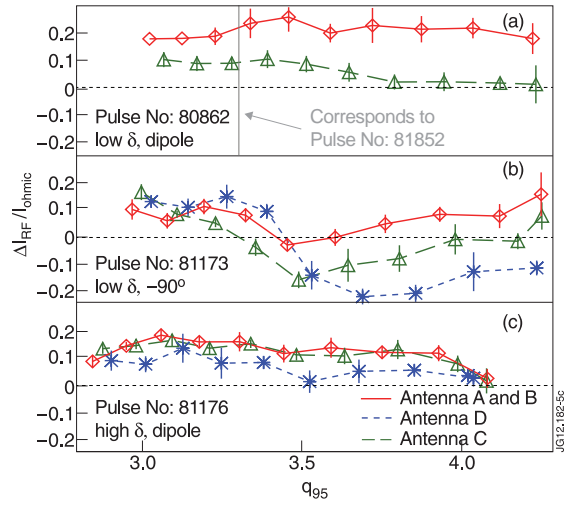 (a)
0.2
0.1
0
-0.1
-0.2
Pulse No: 80862
low δ, dipole
Corresponds to
Pulse No: 81852
(b)
0.2
0.1
0
-0.1
-0.2
Pulse No: 81173
low δ, −90º
ΔI_RF/I_ohmic
(c)
0.2
0.1
0
-0.1
-0.2
Pulse No: 81176
high δ, dipole
Antenna A and B
Antenna D
Antenna C
3.0 3.5 4.0
q95
JG12.182-5c